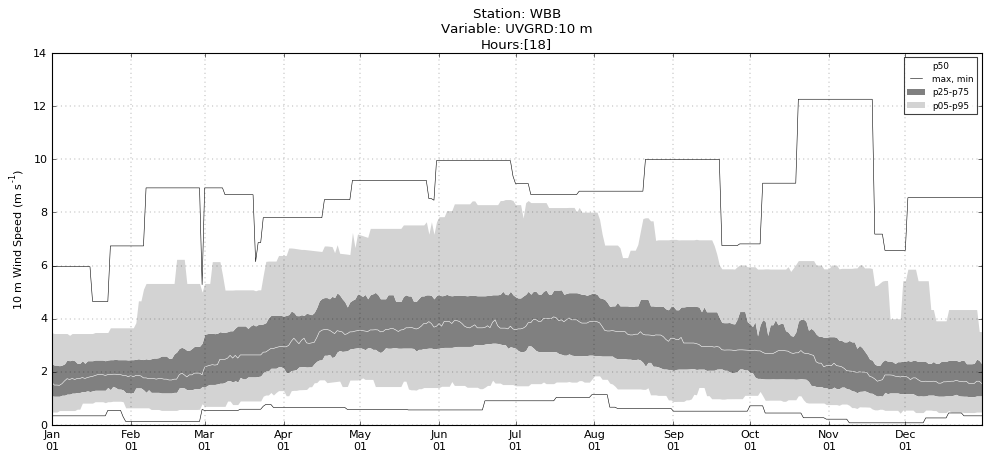 Station: WBB
Variable: UVGRD:10 m
Hours:[18]
14
12
10
8
6
4
2
0
10 m Wind Speed (m s⁻¹)
p50
max, min
p25-p75
p05-p95
Jan Feb Mar Apr May Jun Jul Aug Sep Oct Nov Dec
01 01 01 01 01 01 01 01 01 01 01 01